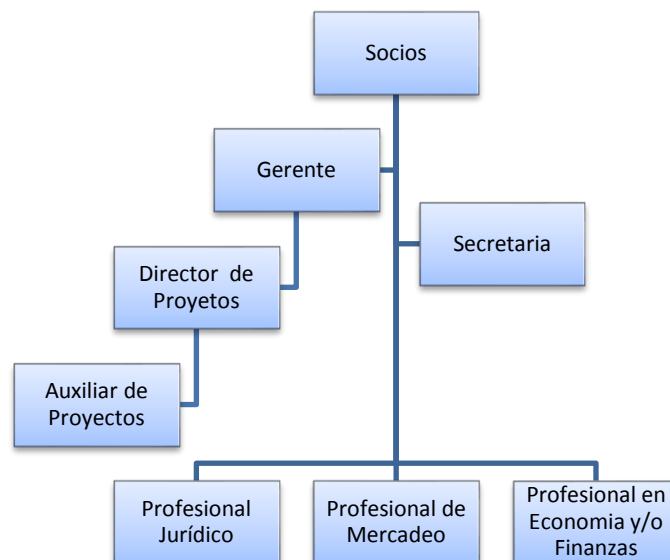 Socios
Gerente
Secretaria
Director de
Proyetos
Auxiliar de
Proyectos
Profesional
Jurídico
Profesional de
Mercadeo
Profesional en
Economia y/o
Finanzas